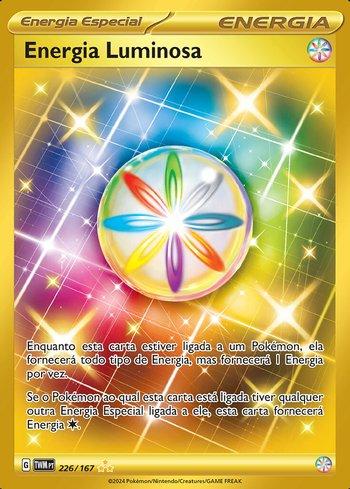 Energia Especial ENERGIA
Energia Luminosa
Enquanto esta carta estiver ligada a um Pokémon, ela
fornecerá todo tipo de Energia, mas fornecerá 1 Energia
por vez.
Se o Pokémon ao qual esta carta está ligada tiver qualquer
outra Energia Especial ligada a ele, esta carta fornecerá
Energia .
G TWM PT 226/167
©2024 Pokémon/Nintendo/Creatures/GAME FREAK